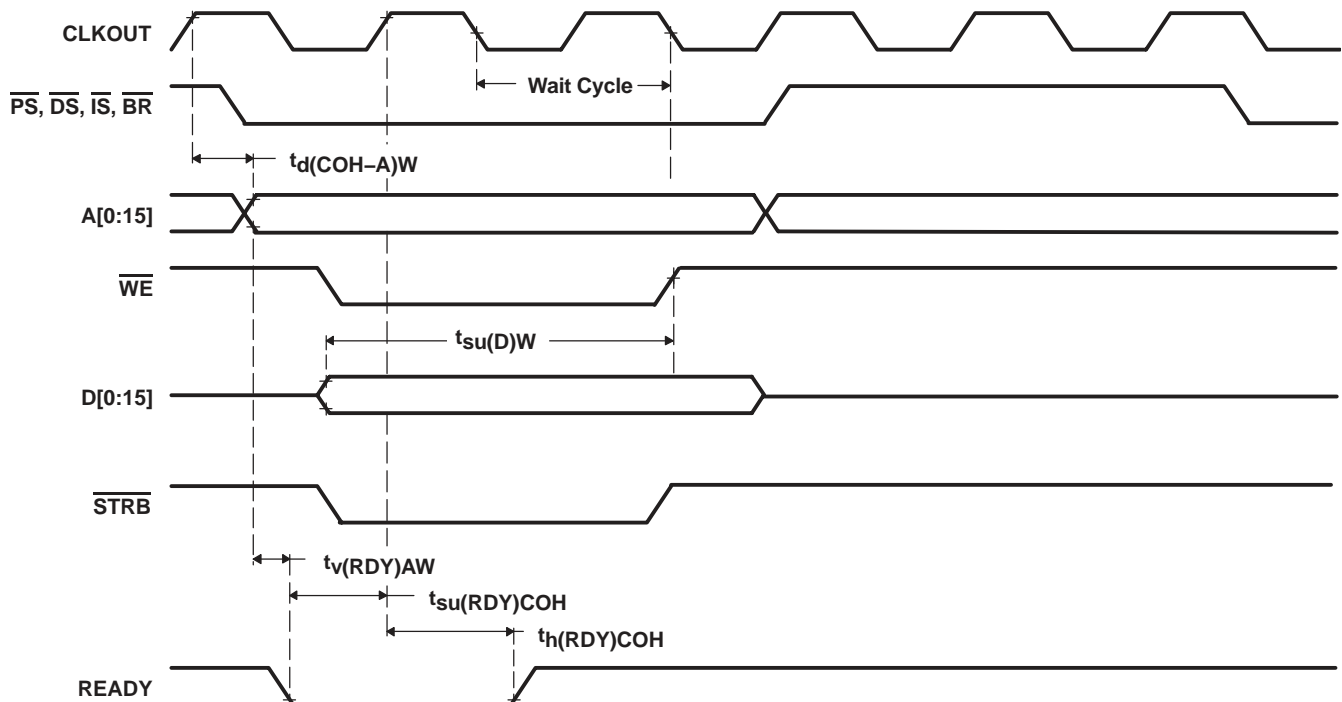 CLKOUT
Wait Cycle
PS, DS, IS, BR
td(COH–A)W
A[0:15]
WE
tsu(D)W
D[0:15]
STRB
tv(RDY)AW
tsu(RDY)COH
th(RDY)COH
READY